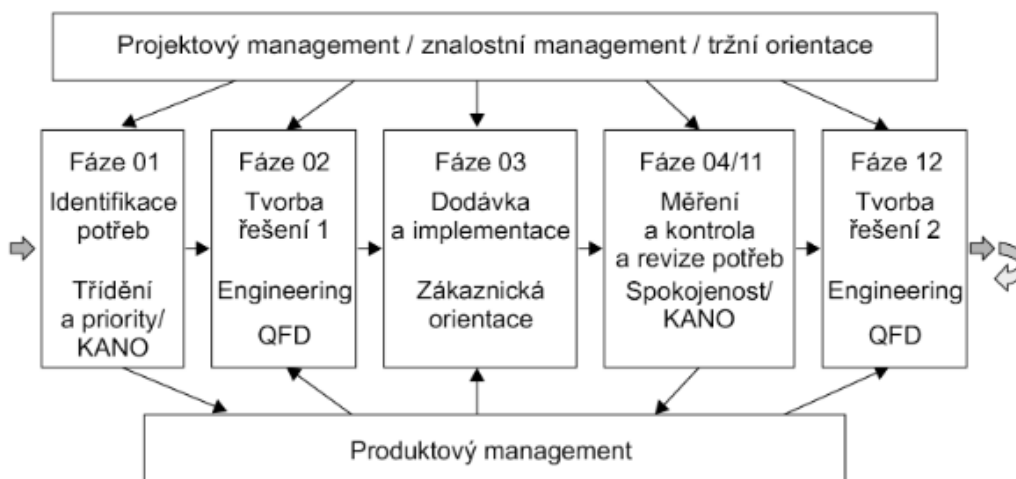 Projektový management / znalostní management / tržní orientace
Fáze 01
Identifikace
potřeb
Třídění
a priority/
KANO
Fáze 02
Tvorba
řešení 1
Engineering
QFD
Fáze 03
Dodávka
a implementace
Zákaznická
orientace
Fáze 04/11
Měření
a kontrola
a revize potřeb
Spokojenost/
KANO
Fáze 12
Tvorba
řešení 2
Engineering
QFD
Produktový management